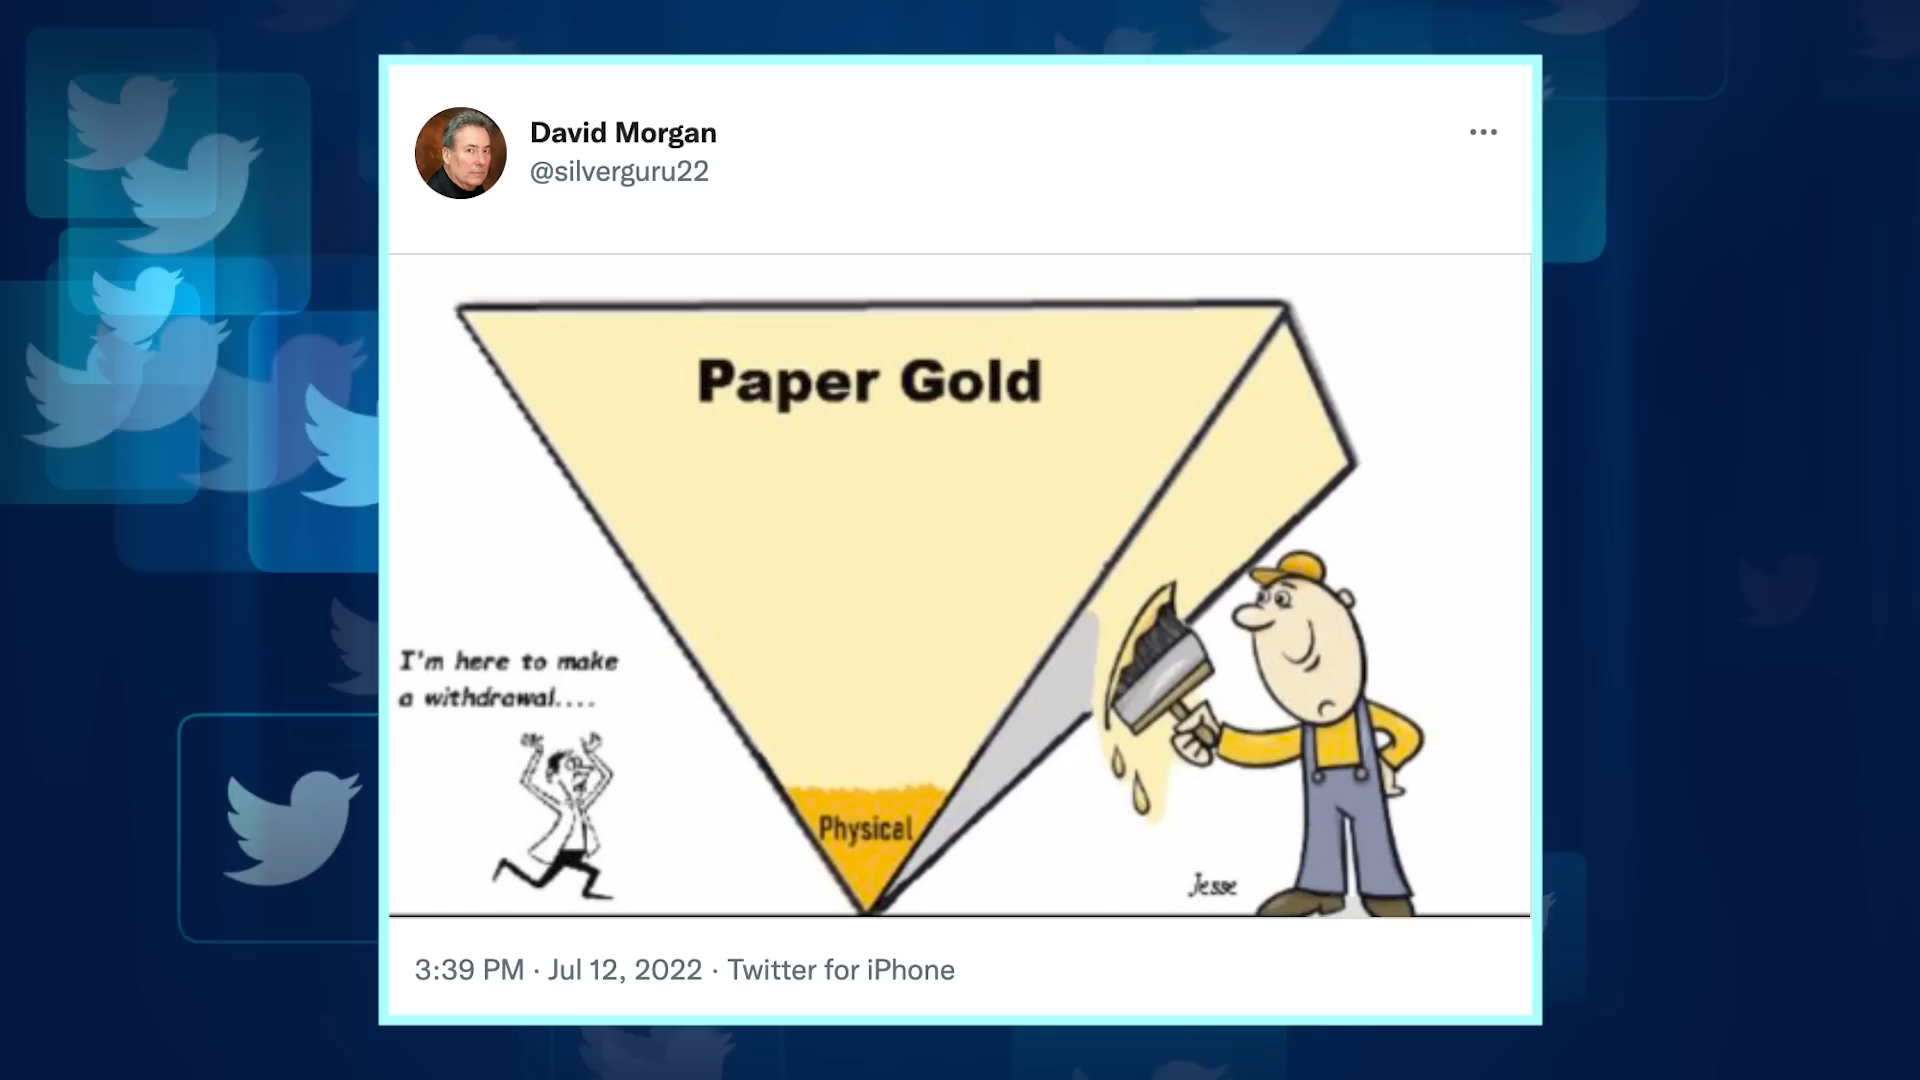 David Morgan
@silverguru22
Paper Gold
I'm here to make
a withdrawal....
Physical
Jesse
3:39 PM · Jul 12, 2022 · Twitter for iPhone